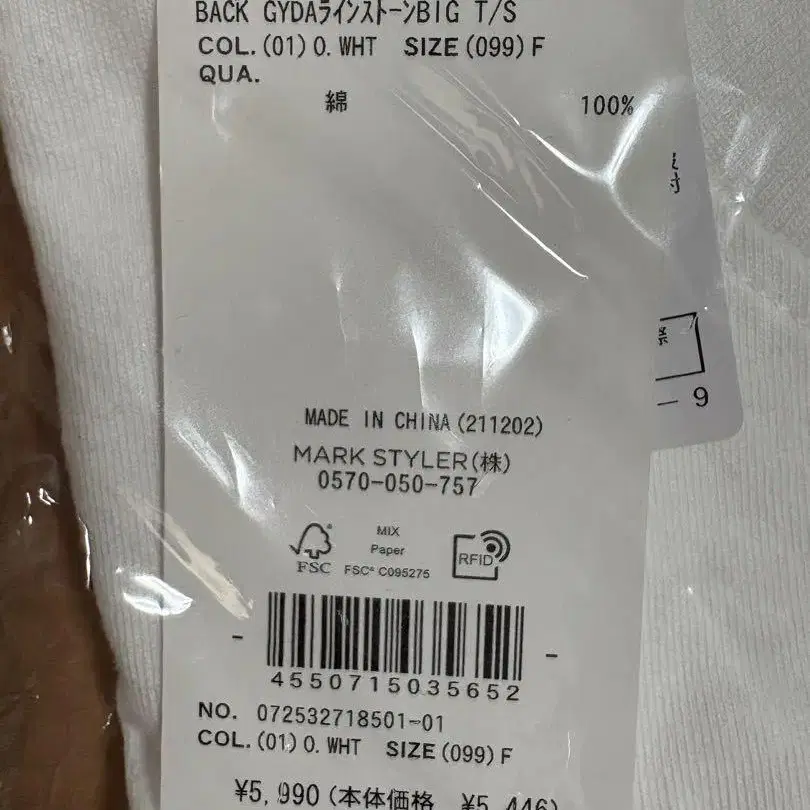 BACK GYDAラインストーンBIG T/S
COL.(01)O.WHT SIZE(099)F
QUA.
綿 100%
MADE IN CHINA(211202)
MARK STYLER(株)
0570-050-757
FSC
MIX
Paper
FSC® C095275
RFID
4550715035652
NO. 072532718501-01
COL.(01)O.WHT SIZE(099)F
¥5,990(本体価格 ¥5,446)
— 9